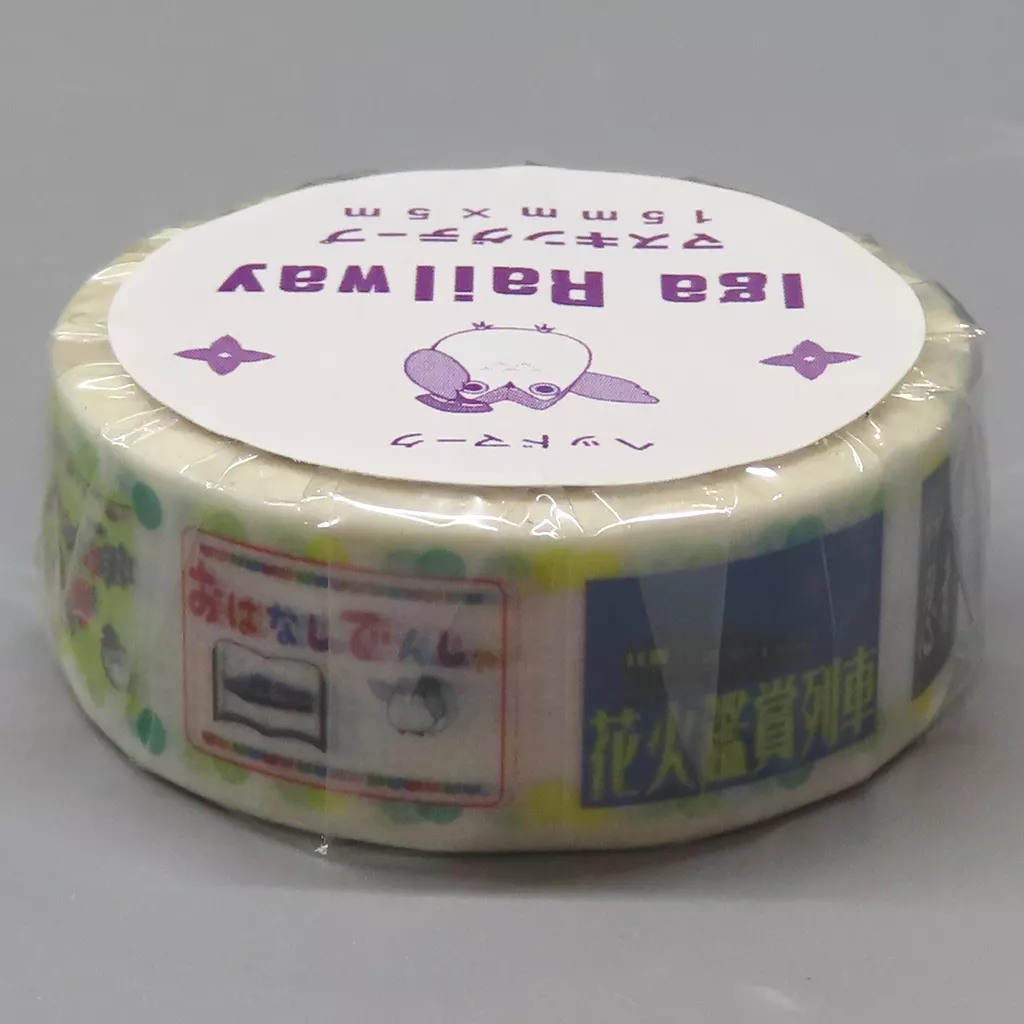 ヘッドマーク
Iga Railway
マスキングテープ
15mm×5m
おはなしでんしゃ
花火鑑賞列車